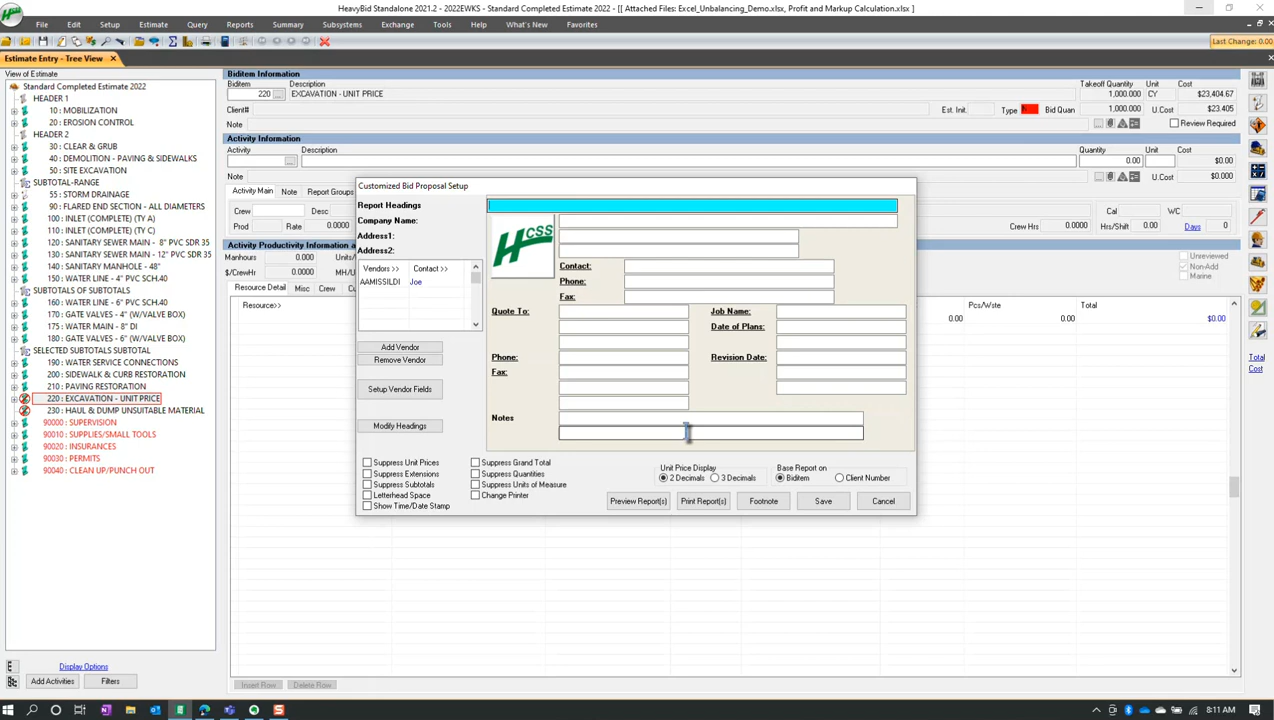 HeavyBid Standalone 2021.2 - 2022EWKS - Standard Completed Estimate 2022 - [[ Attached Files: Excel_Unbalancing_Demo.xlsx, Profit and Markup Calculation.xlsx ]
File Edit Setup Estimate Query Reports Summary Subsystems Exchange Tools Help What's New Favorites
Last Change: 0.00
Estimate Entry - Tree View X
View of Estimate
Standard Completed Estimate 2022
HEADER 1
10 : MOBILIZATION
20 : EROSION CONTROL
HEADER 2
30 : CLEAR & GRUB
40 : DEMOLITION - PAVING & SIDEWALKS
50 : SITE EXCAVATION
SUBTOTAL-RANGE
55 : STORM DRAINAGE
90 : FLARED END SECTION - ALL DIAMETERS
100 : INLET (COMPLETE) (TY A)
110 : INLET (COMPLETE) (TY C)
120 : SANITARY SEWER MAIN - 8" PVC SDR 35
130 : SANITARY SEWER MAIN - 12" PVC SDR 35
140 : SANITARY MANHOLE - 48"
150 : WATER LINE - 4" PVC SCH.40
SUBTOTALS OF SUBTOTALS
160 : WATER LINE - 6" PVC SCH.40
170 : GATE VALVES - 4" (W/VALVE BOX)
175 : WATER MAIN - 8" DI
180 : GATE VALVES - 6" (W/VALVE BOX)
SELECTED SUBTOTALS SUBTOTAL
190 : WATER SERVICE CONNECTIONS
200 : SIDEWALK & CURB RESTORATION
210 : PAVING RESTORATION
220 : EXCAVATION - UNIT PRICE
230 : HAUL & DUMP UNSUITABLE MATERIAL
90000 : SUPERVISION
90010 : SUPPLIES/SMALL TOOLS
90020 : INSURANCES
90030 : PERMITS
90040 : CLEAN UP/PUNCH OUT
Display Options
Add Activities Filters
Biditem Information
Biditem Description Takeoff Quantity Unit Cost
220 ... EXCAVATION - UNIT PRICE 1,000.000 CY $23,404.67
Client# Est. Init. Type Bid Quan 1,000.000 U.Cost $23.405
Note Review Required
Activity Information
Activity Description Quantity Unit Cost
... 0.00 $0.00
Note U.Cost $0.000
Activity Main Note Report Groups
Crew Desc Cal WC
Prod Rate 0.0000 Crew Hrs 0.0000 Hrs/Shift 0.00 Days 0
Activity Productivity Information a
Manhours 0.000 Units/
$/CrewHr 0.0000 MH/U
Unreviewed
Non-Add
Marine
Resource Detail Misc Crew Cu
Resource>> Pcs/Wste Total
0.00 0.00 $0.00
Total Cost
Insert Row Delete Row
Customized Bid Proposal Setup
Report Headings
Company Name:
Address1:
Address2:
HCSS
Vendors >> Contact >>
AAMISSILDI Joe
Add Vendor
Remove Vendor
Setup Vendor Fields
Modify Headings
Contact:
Phone:
Fax:
Quote To: Job Name:
Date of Plans:
Phone: Revision Date:
Fax:
Notes
Suppress Unit Prices Suppress Grand Total
Suppress Extensions Suppress Quantities
Suppress Subtotals Suppress Units of Measure
Letterhead Space Change Printer
Show Time/Date Stamp
Unit Price Display Base Report on
2 Decimals 3 Decimals Biditem Client Number
Preview Report(s) Print Report(s) Footnote Save Cancel
8:11 AM